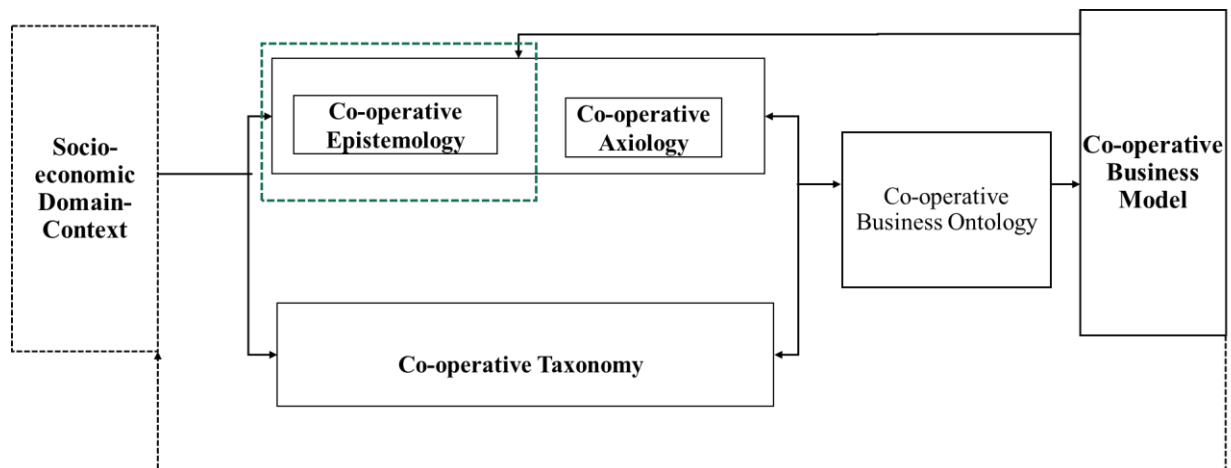 Socio-
economic
Domain-
Context
Co-operative
Epistemology
Co-operative
Axiology
Co-operative Taxonomy
Co-operative
Business Ontology
Co-operative
Business
Model